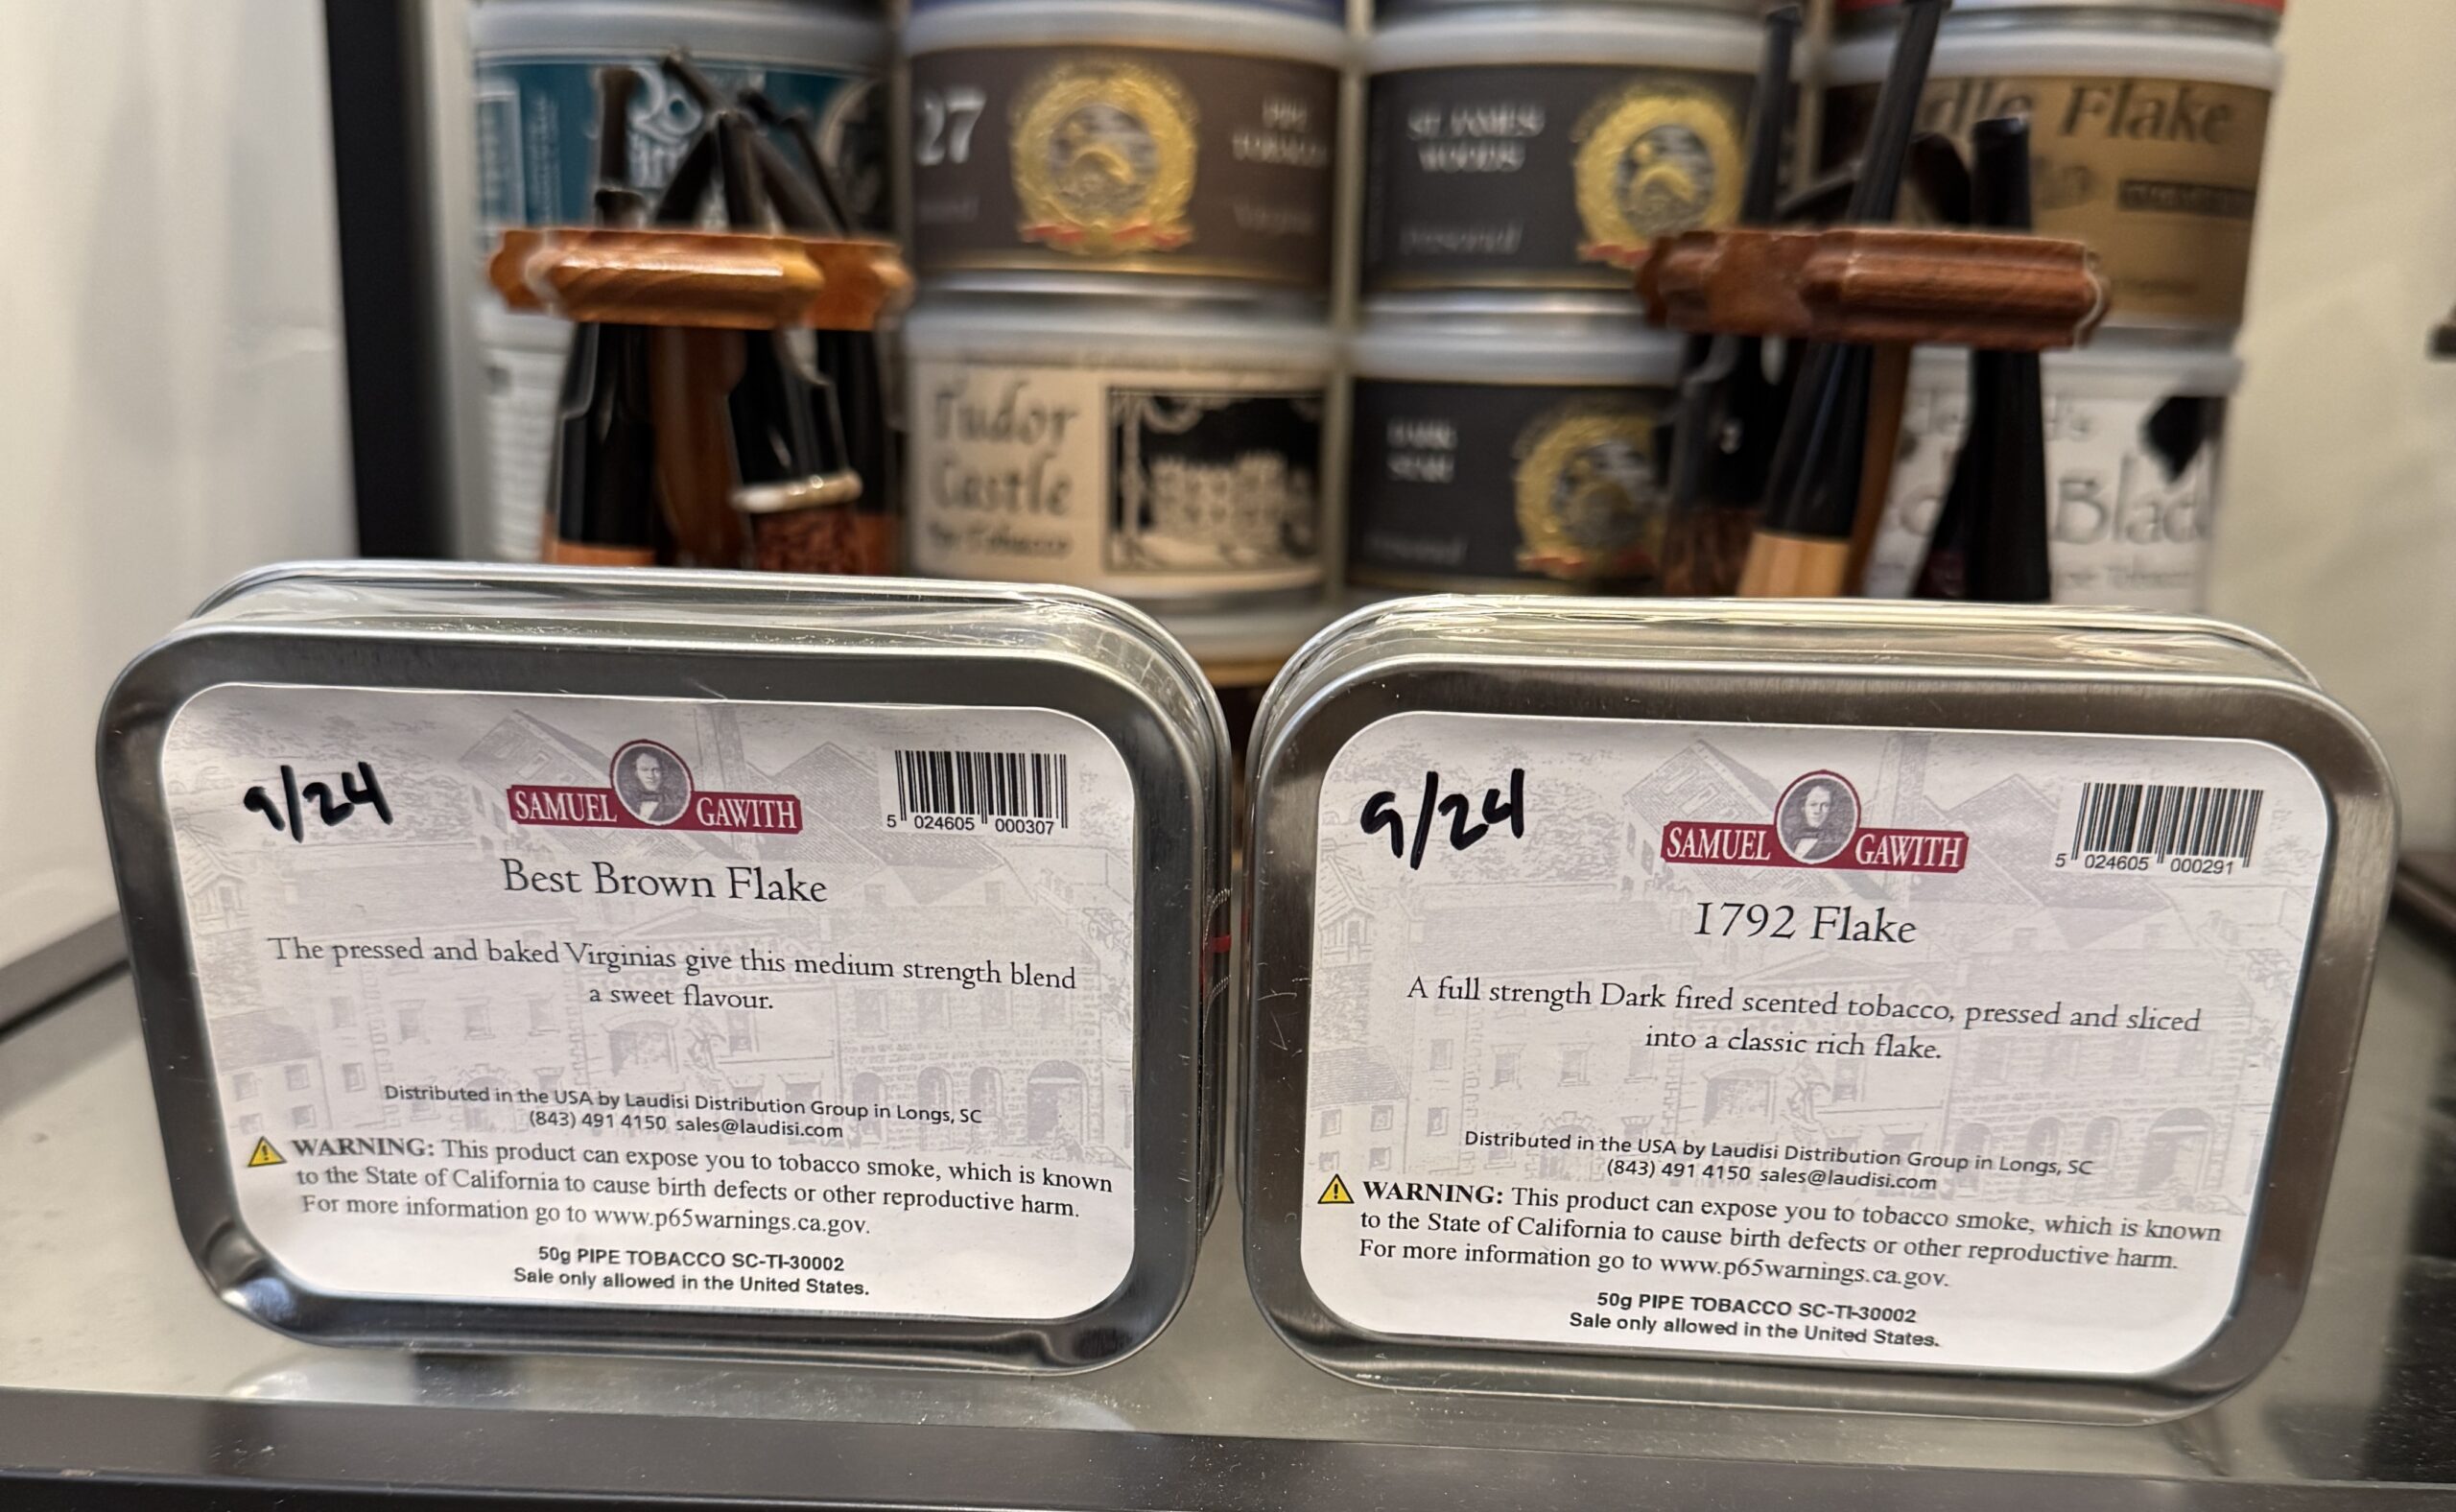 27
PIPE
TOBACCO
ST. JAMES
WOODS
Flake
Tudor
Castle
Pipe Tobacco
DARK
STAR
9/24
SAMUEL GAWITH
5 024605 000307
Best Brown Flake
The pressed and baked Virginias give this medium strength blend
a sweet flavour.
Distributed in the USA by Laudisi Distribution Group in Longs, SC
(843) 491 4150 sales@laudisi.com
WARNING: This product can expose you to tobacco smoke, which is known
to the State of California to cause birth defects or other reproductive harm.
For more information go to www.p65warnings.ca.gov.
50g PIPE TOBACCO SC-TI-30002
Sale only allowed in the United States.
9/24
SAMUEL GAWITH
5 024605 000291
1792 Flake
A full strength Dark fired scented tobacco, pressed and sliced
into a classic rich flake.
Distributed in the USA by Laudisi Distribution Group in Longs, SC
(843) 491 4150 sales@laudisi.com
WARNING: This product can expose you to tobacco smoke, which is known
to the State of California to cause birth defects or other reproductive harm.
For more information go to www.p65warnings.ca.gov.
50g PIPE TOBACCO SC-TI-30002
Sale only allowed in the United States.